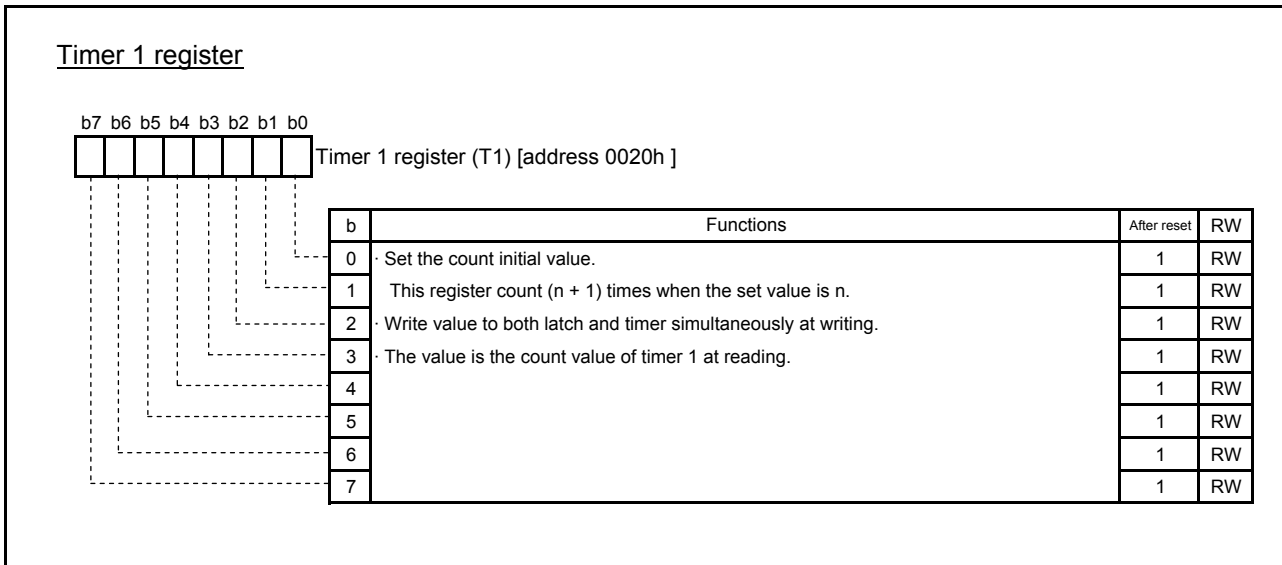 Timer 1 register
b7 b6 b5 b4 b3 b2 b1 b0
Timer 1 register (T1) [address 0020h ]
b Functions After reset RW
0 · Set the count initial value. 1 RW
1 This register count (n + 1) times when the set value is n. 1 RW
2 · Write value to both latch and timer simultaneously at writing. 1 RW
3 · The value is the count value of timer 1 at reading. 1 RW
4 1 RW
5 1 RW
6 1 RW
7 1 RW